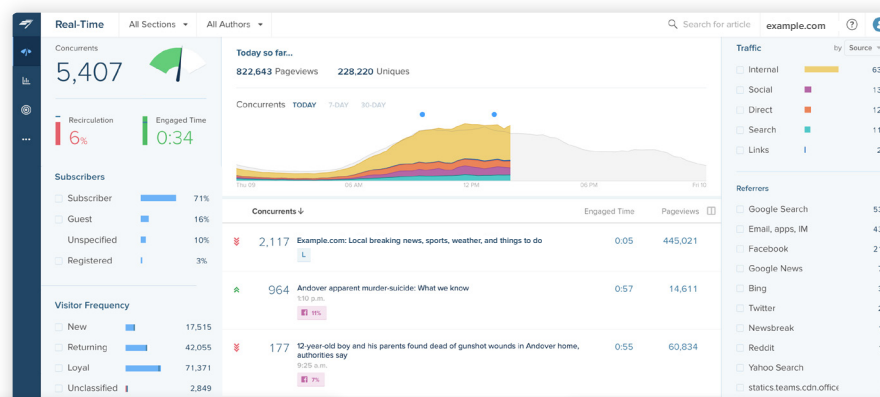 Real-Time All Sections All Authors Search for article example.com ?
Concurrents
5,407
Recirculation
6%
Engaged Time
0:34
Subscribers
Subscriber 71%
Guest 16%
Unspecified 10%
Registered 3%
Visitor Frequency
New 17,515
Returning 42,055
Loyal 71,371
Unclassified 2,849
Today so far...
822,643 Pageviews 228,220 Uniques
Concurrents TODAY 7-DAY 30-DAY
Thu 09 06 AM 12 PM 06 PM Fri 10
Concurrents Engaged Time Pageviews
2,117 Example.com: Local breaking news, sports, weather, and things to do 0:05 445,021
L
964 Andover apparent murder-suicide: What we know 0:57 14,611
1:10 p.m.
11%
177 12-year-old boy and his parents found dead of gunshot wounds in Andover home, 0:55 60,834
authorities say
9:25 a.m.
7%
Traffic by Source
Internal
Social
Direct
Search
Links
Referrers
Google Search
Email, apps, IM
Facebook
Google News
Bing
Twitter
Newsbreak
Reddit
Yahoo Search
statics.teams.cdn.office